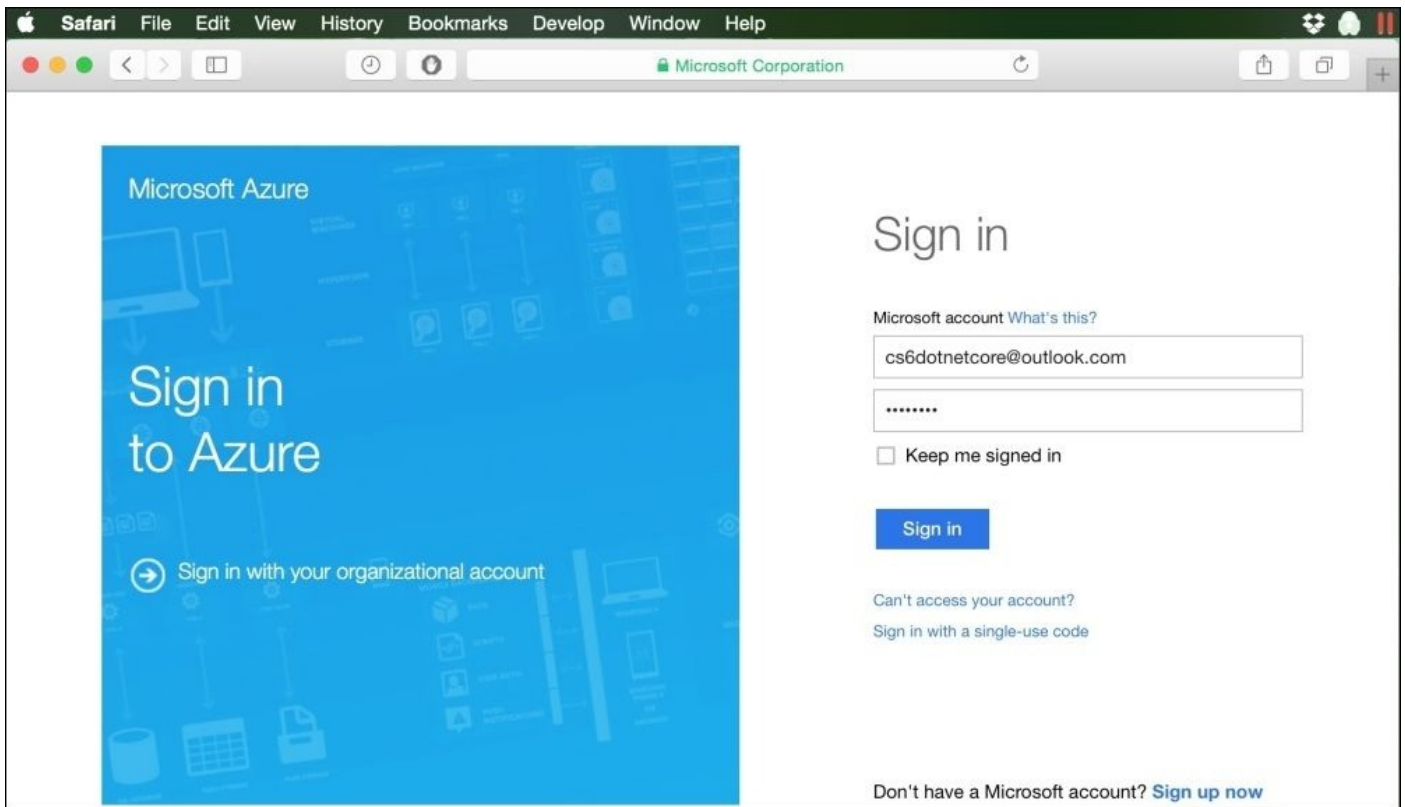 Safari File Edit View History Bookmarks Develop Window Help
Microsoft Corporation
Microsoft Azure
Sign in
to Azure
Sign in with your organizational account
Sign in
Microsoft account What's this?
cs6dotnetcore@outlook.com
••••••••
Keep me signed in
Sign in
Can't access your account?
Sign in with a single-use code
Don't have a Microsoft account? Sign up now